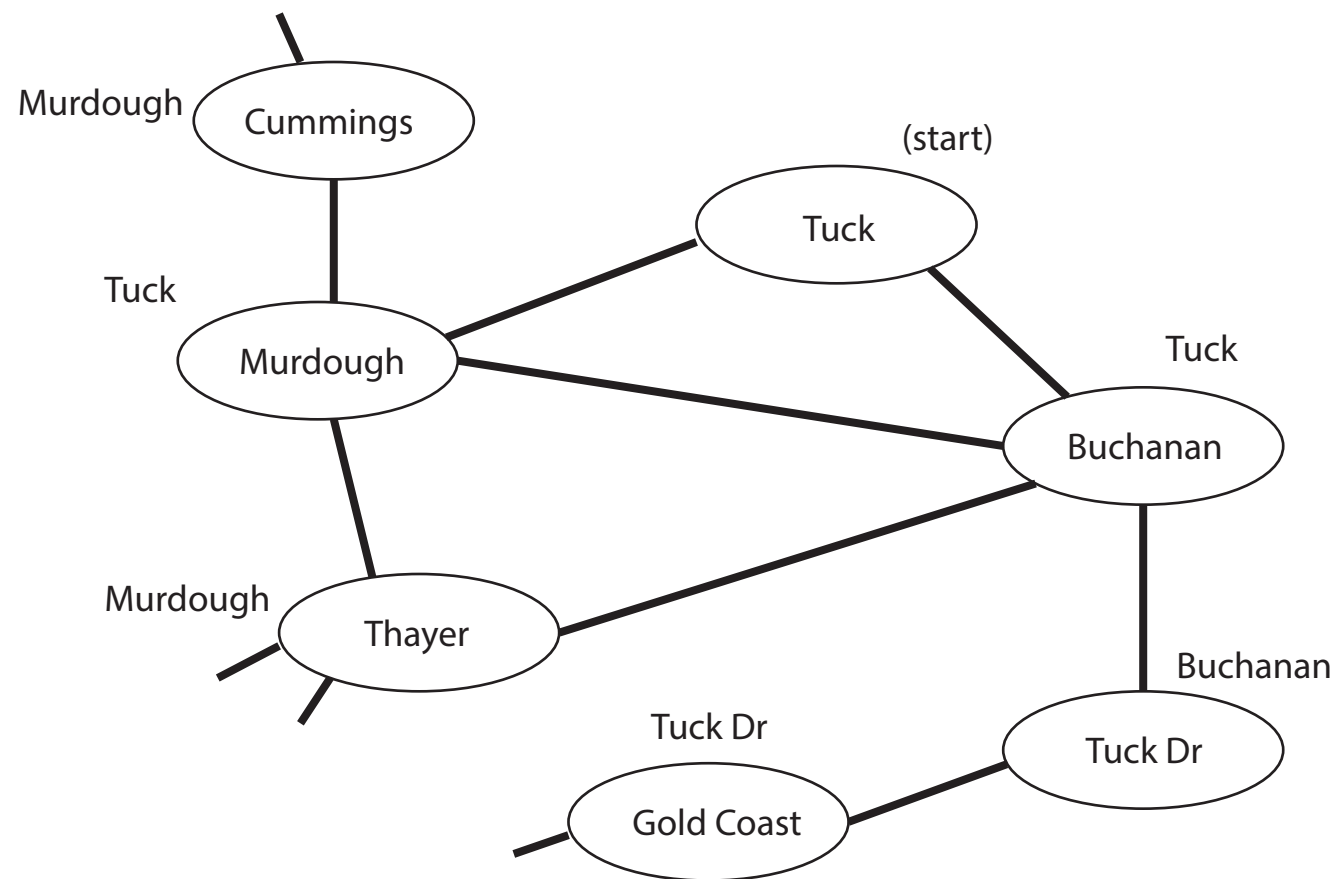 Murdough
Cummings
(start)
Tuck
Tuck
Murdough
Tuck
Buchanan
Murdough
Thayer
Buchanan
Tuck Dr
Tuck Dr
Gold Coast